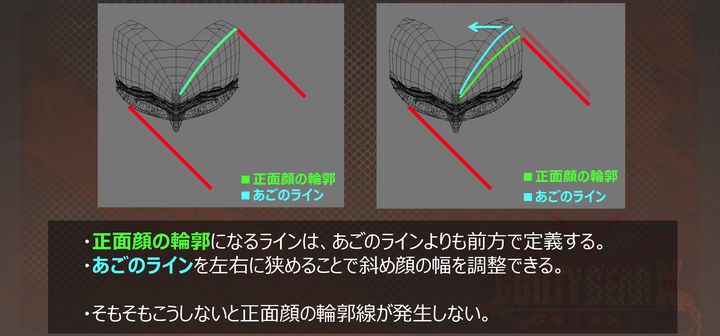 ■正面顔の輪郭
■あごのライン
■正面顔の輪郭
■あごのライン
・正面顔の輪郭になるラインは、あごのラインよりも前方で定義する。
・あごのラインを左右に狭めることで斜め顔の幅を調整できる。
・そもそもこうしないと正面顔の輪郭線が発生しない。